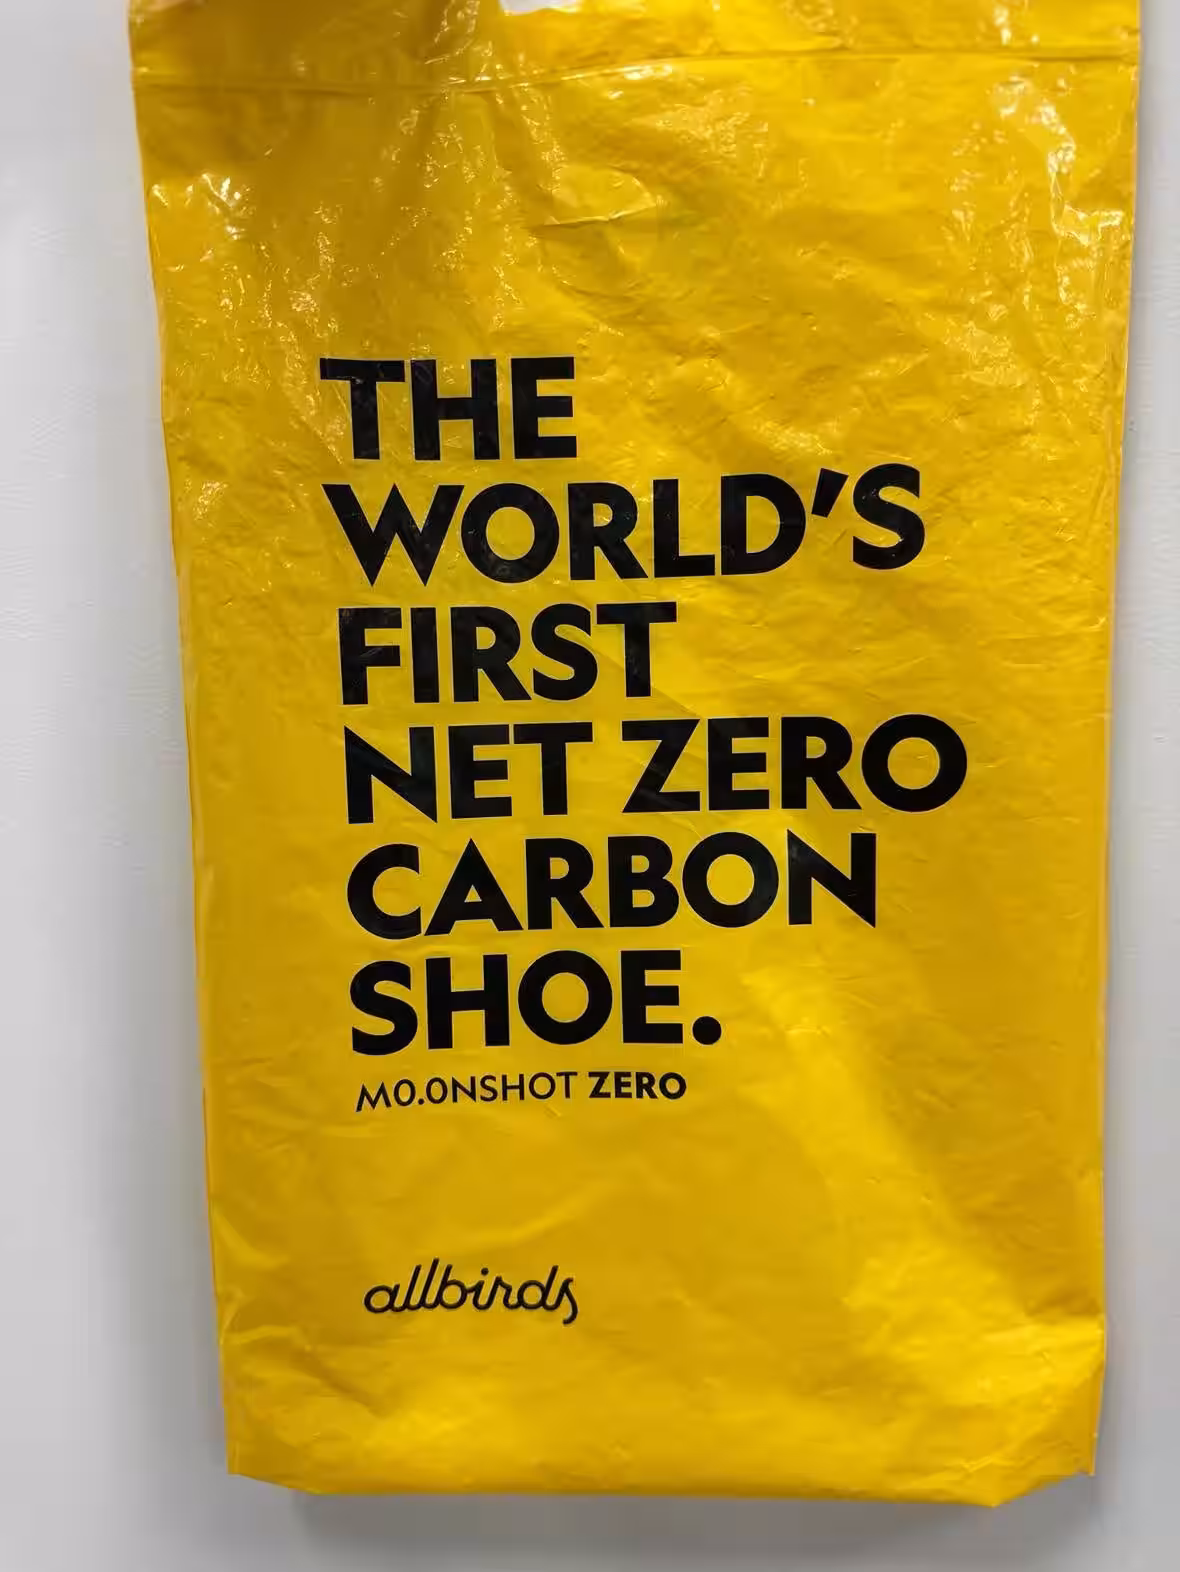 THE
WORLD'S
FIRST
NET ZERO
CARBON
SHOE.
M0.0NSHOT ZERO
allbirds